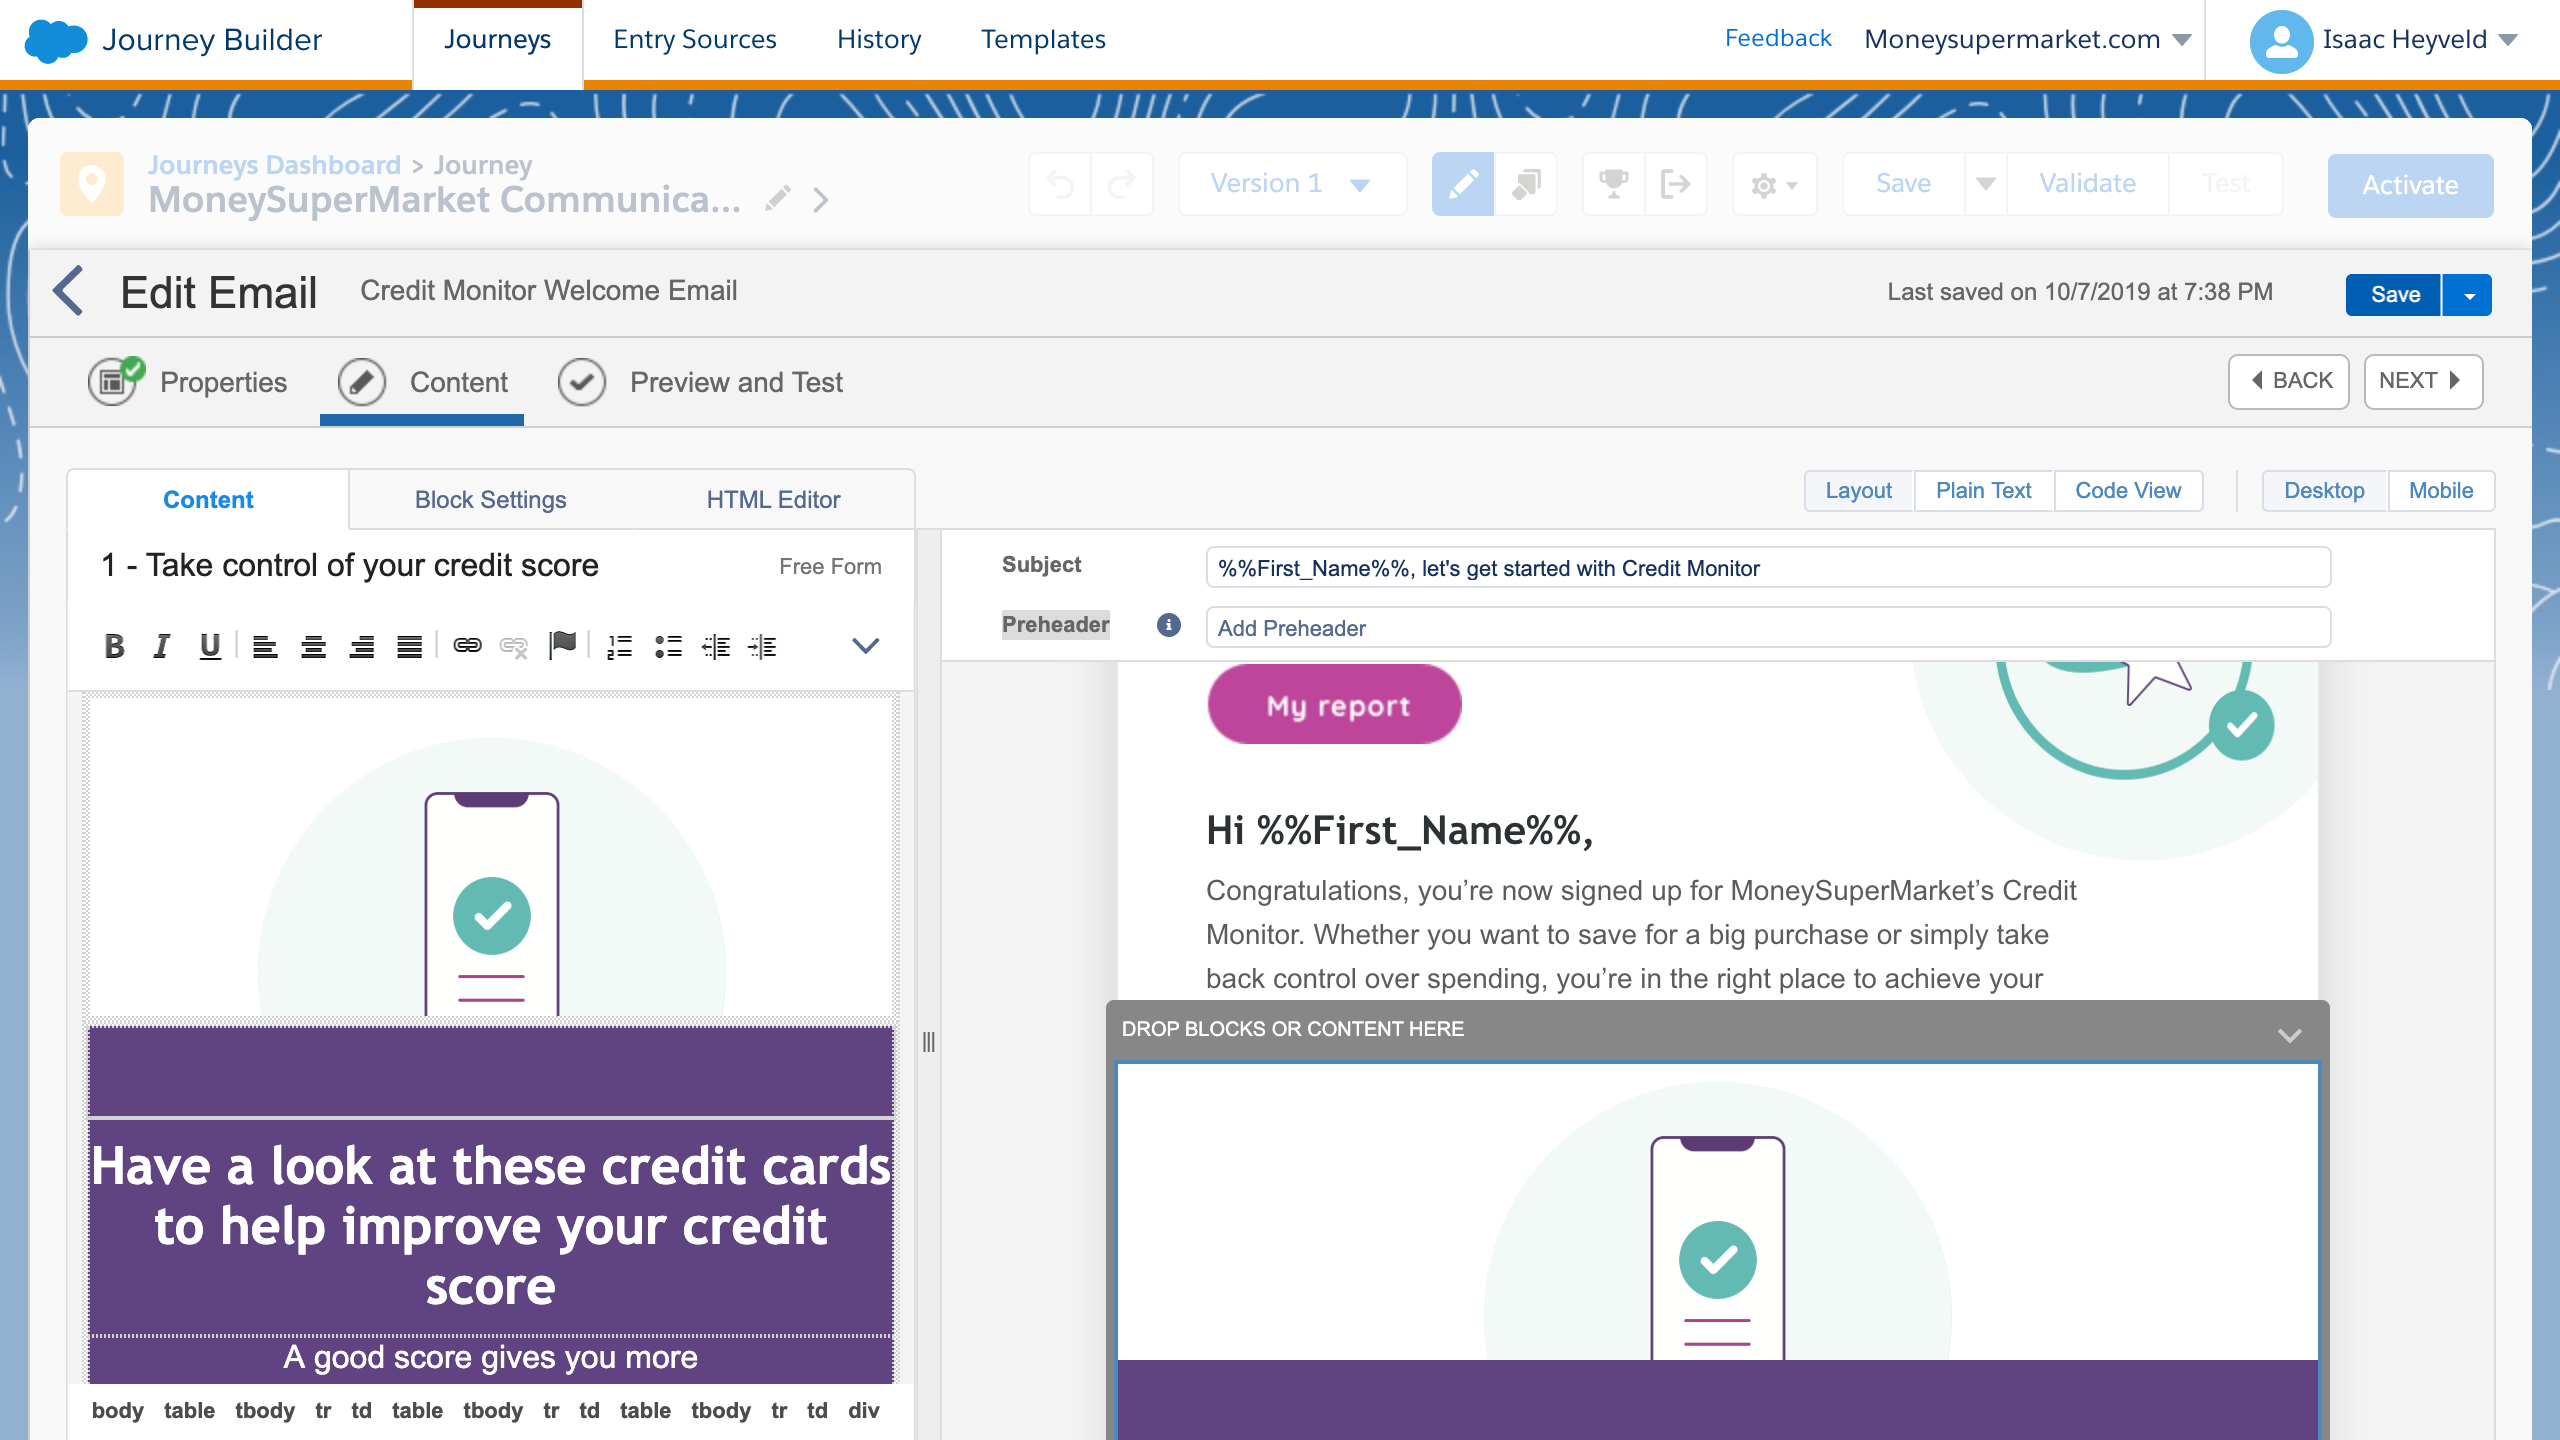 Journey Builder
Journeys
Entry Sources
History
Templates
Feedback
Moneysupermarket.com
Isaac Heyveld
Journeys Dashboard > Journey
MoneySuperMarket Communica...
Version 1
Save
Validate
Test
Activate
Edit Email
Credit Monitor Welcome Email
Last saved on 10/7/2019 at 7:38 PM
Save
Properties
Content
Preview and Test
BACK
NEXT
Content
Block Settings
HTML Editor
Layout
Plain Text
Code View
Desktop
Mobile
1 - Take control of your credit score
Free Form
B I U
Have a look at these credit cards
to help improve your credit
score
A good score gives you more
body table tbody tr td table tbody tr td table tbody tr td div
Subject
%%First_Name%%, let's get started with Credit Monitor
Preheader
Add Preheader
My report
Hi %%First_Name%%,
Congratulations, you’re now signed up for MoneySuperMarket’s Credit
Monitor. Whether you want to save for a big purchase or simply take
back control over spending, you’re in the right place to achieve your
DROP BLOCKS OR CONTENT HERE